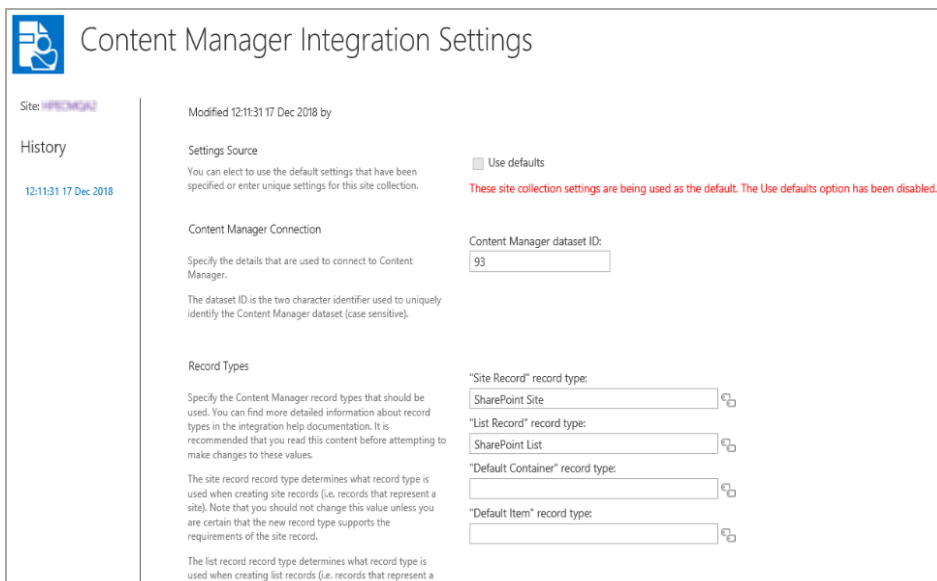 Content Manager Integration Settings
Site:
History
12:11:31 17 Dec 2018
Modified 12:11:31 17 Dec 2018 by
Settings Source
You can elect to use the default settings that have been
specified or enter unique settings for this site collection.
Use defaults
These site collection settings are being used as the default. The Use defaults option has been disabled.
Content Manager Connection
Specify the details that are used to connect to Content
Manager.
The dataset ID is the two character identifier used to uniquely
identify the Content Manager dataset (case sensitive).
Content Manager dataset ID:
93
Record Types
Specify the Content Manager record types that should be
used. You can find more detailed information about record
types in the integration help documentation. It is
recommended that you read this content before attempting to
make changes to these values.
The site record record type determines what record type is
used when creating site records (i.e. records that represent a
site). Note that you should not change this value unless you
are certain that the new record type supports the
requirements of the site record.
The list record record type determines what record type is
used when creating list records (i.e. records that represent a
"Site Record" record type:
SharePoint Site
"List Record" record type:
SharePoint List
"Default Container" record type:
"Default Item" record type: